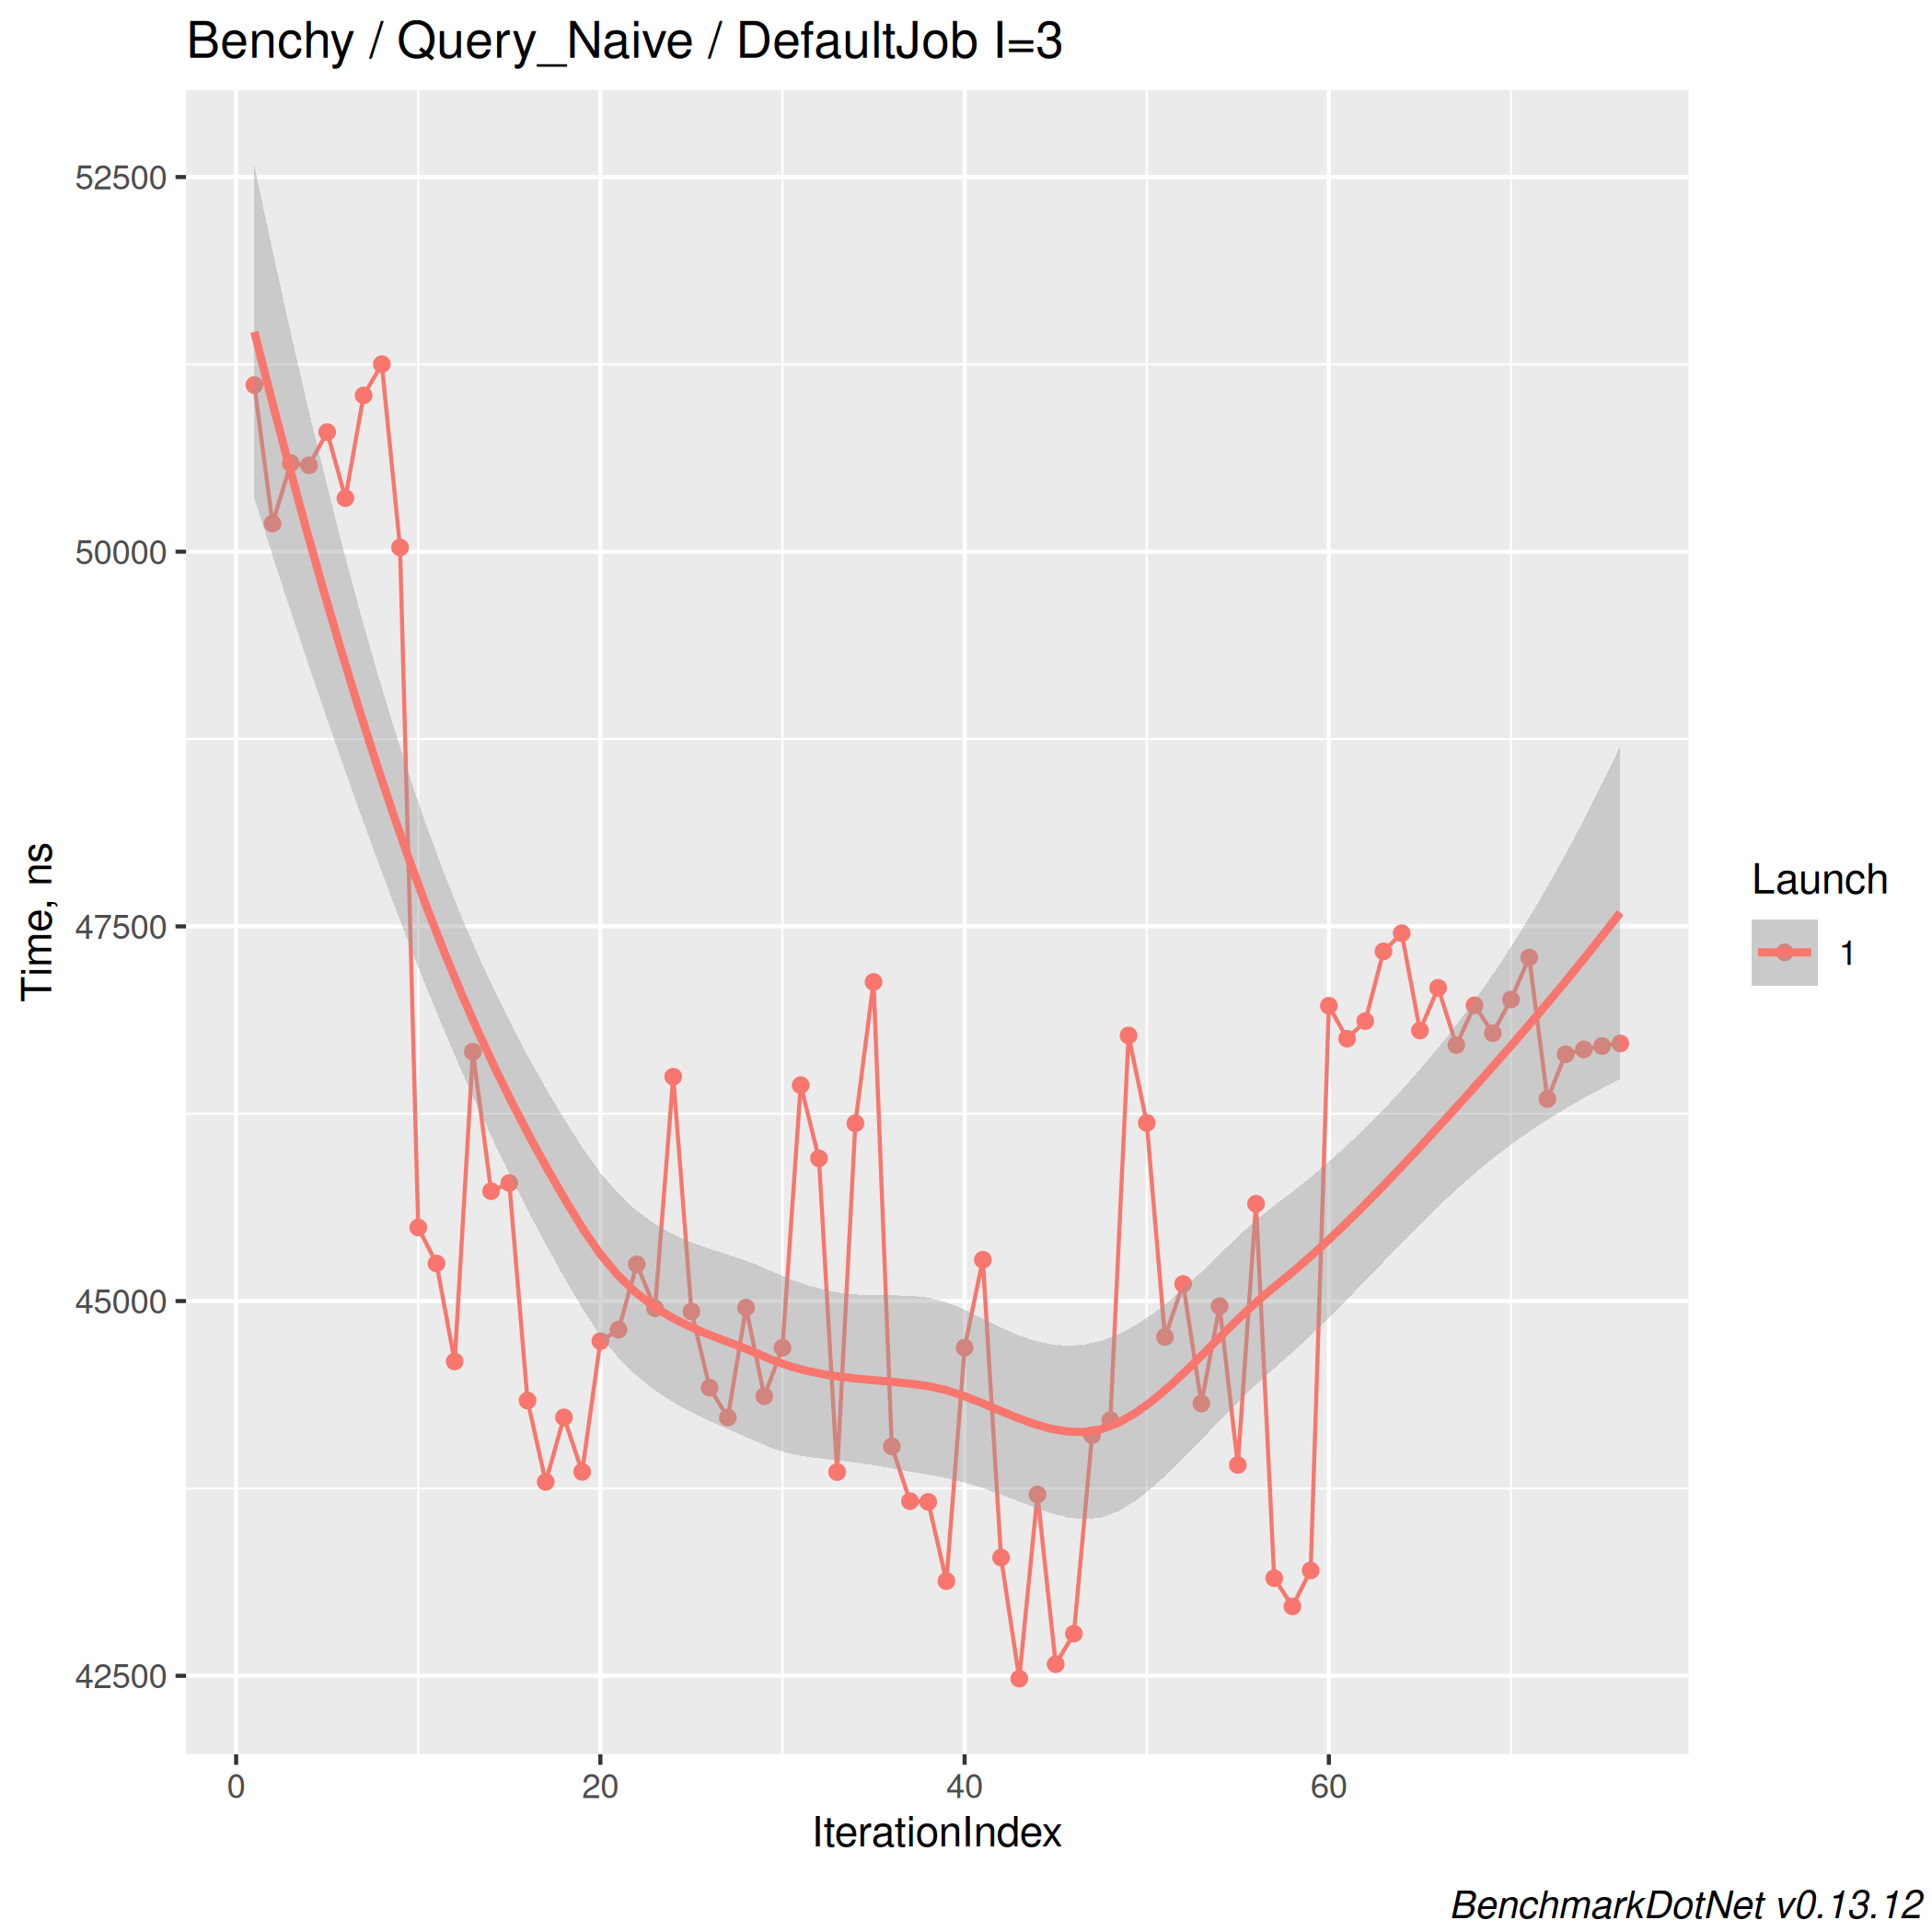 Benchy / Query_Naive / DefaultJob I=3
52500
50000
47500
45000
42500
Time, ns
0
20
40
60
IterationIndex
Launch
1
BenchmarkDotNet v0.13.12